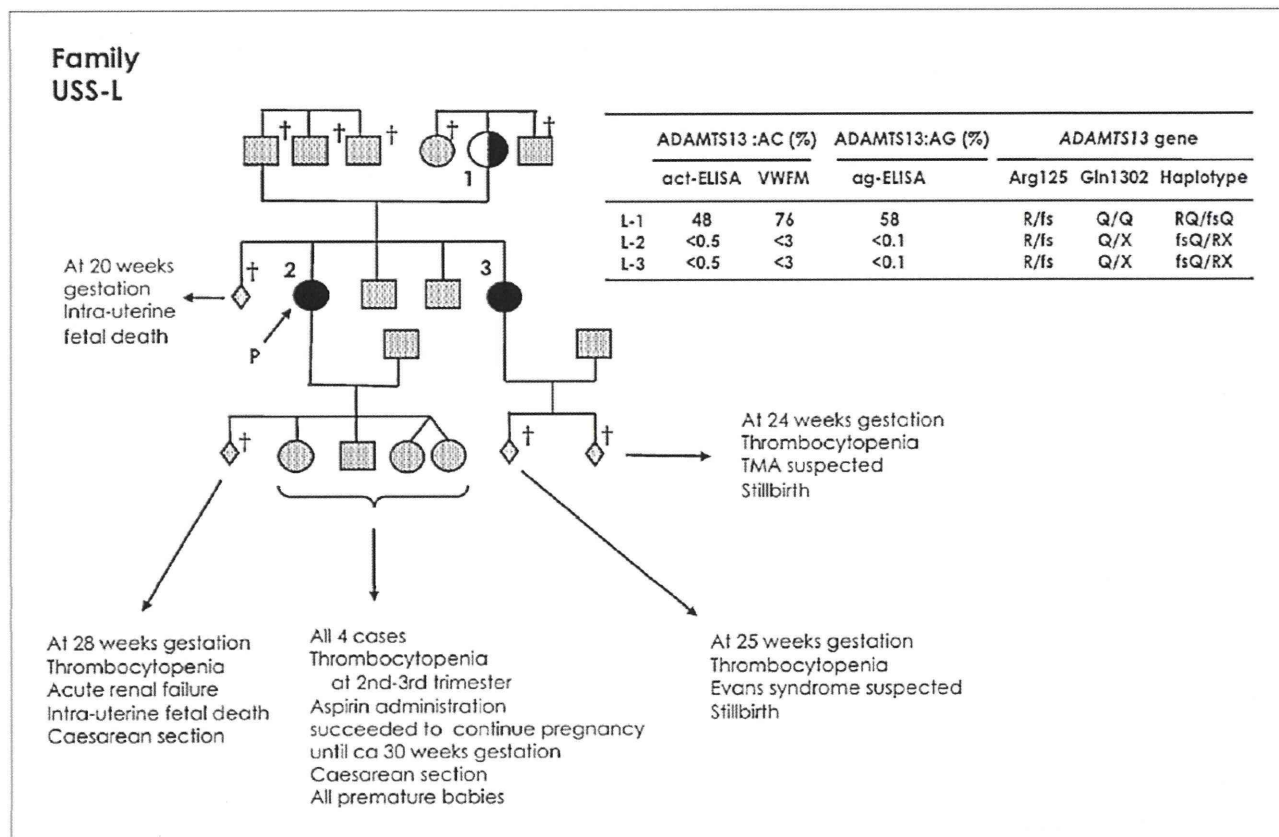 Family
USS-L
† † †
† †
1
ADAMTS13 :AC (%) ADAMTS13:AG (%) ADAMTS13 gene
act-ELISA VWFM ag-ELISA Arg125 Gln1302 Haplotype
L-1 48 76 58 R/fs Q/Q RQ/fsQ
L-2 <0.5 <3 <0.1 R/fs Q/X fsQ/RX
L-3 <0.5 <3 <0.1 R/fs Q/X fsQ/RX
† 2 3
At 20 weeks
gestation
Intra-uterine
fetal death
P
† † †
At 24 weeks gestation
Thrombocytopenia
TMA suspected
Stillbirth
At 28 weeks gestation
Thrombocytopenia
Acute renal failure
Intra-uterine fetal death
Caesarean section
All 4 cases
Thrombocytopenia
at 2nd-3rd trimester
Aspirin administration
succeeded to continue pregnancy
until ca 30 weeks gestation
Caesarean section
All premature babies
At 25 weeks gestation
Thrombocytopenia
Evans syndrome suspected
Stillbirth